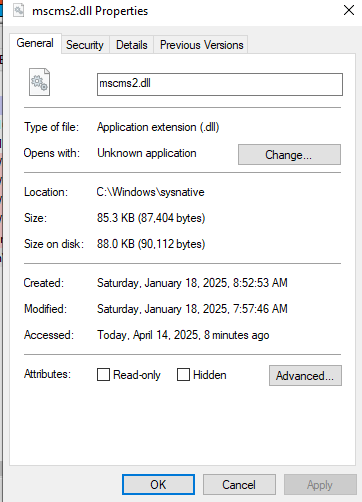 mscms2.dll Properties
General Security Details Previous Versions
mscms2.dll
Type of file: Application extension (.dll)
Opens with: Unknown application Change...
Location: C:\Windows\sysnative
Size: 85.3 KB (87,404 bytes)
Size on disk: 88.0 KB (90,112 bytes)
Created: Saturday, January 18, 2025, 8:52:53 AM
Modified: Saturday, January 18, 2025, 7:57:46 AM
Accessed: Today, April 14, 2025, 8 minutes ago
Attributes: Read-only Hidden Advanced...
OK Cancel Apply